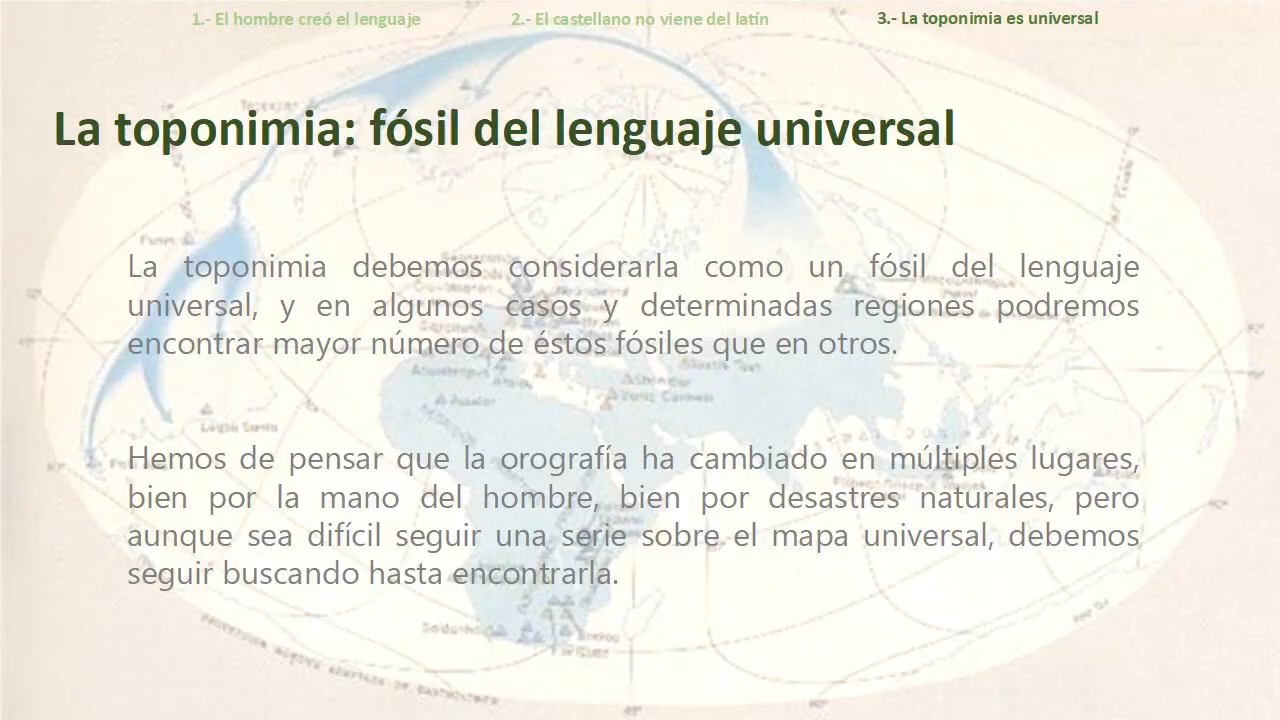 1.- El hombre creó el lenguaje 2.- El castellano no viene del latín 3.- La toponimia es universal
La toponimia: fósil del lenguaje universal
La toponimia debemos considerarla como un fósil del lenguaje
universal, y en algunos casos y determinadas regiones podremos
encontrar mayor número de éstos fósiles que en otros.
Hemos de pensar que la orografía ha cambiado en múltiples lugares,
bien por la mano del hombre, bien por desastres naturales, pero
aunque sea difícil seguir una serie sobre el mapa universal, debemos
seguir buscando hasta encontrarla.